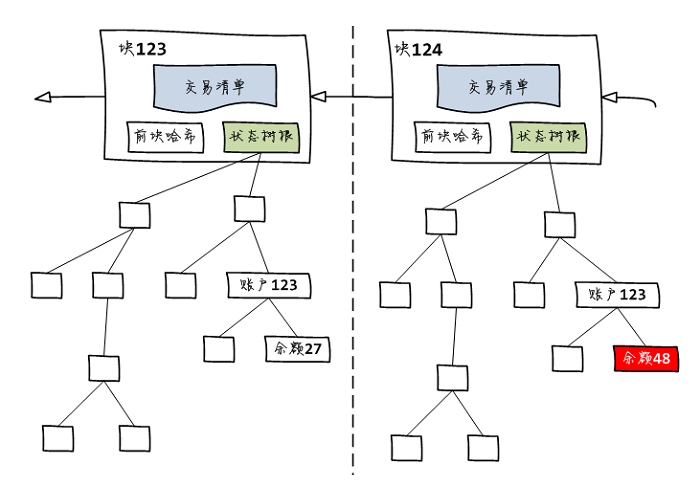 块123
交易清单
前块哈希
状态树根
账户123
余额27
块124
交易清单
前块哈希
状态树根
账户123
余额48